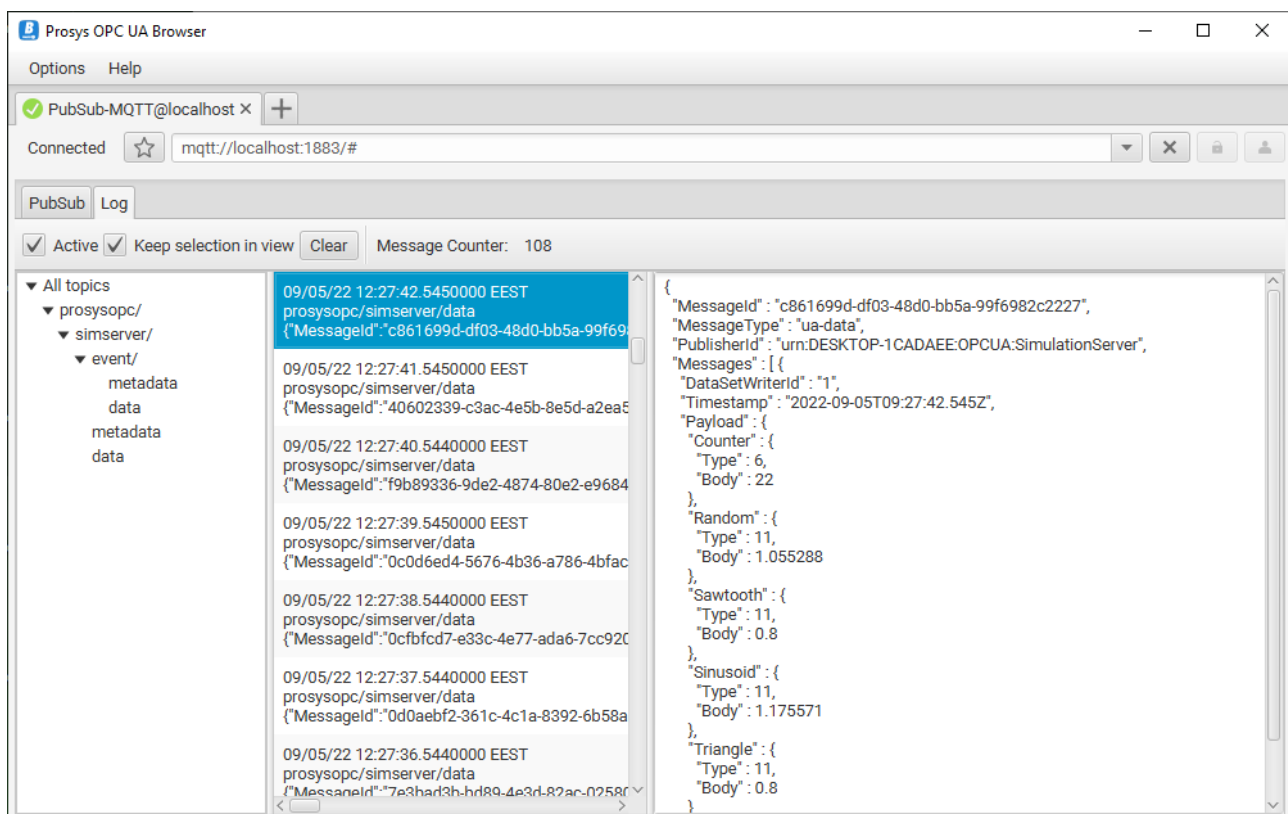 Prosys OPC UA Browser
Options Help
PubSub-MQTT@localhost
Connected mqtt://localhost:1883/#
PubSub Log
Active Keep selection in view Clear Message Counter: 108
All topics
prosysopc/
simserver/
event/
metadata
data
metadata
data
09/05/22 12:27:42.5450000 EEST
prosysopc/simserver/data
{"MessageId":"c861699d-df03-48d0-bb5a-99f698
09/05/22 12:27:41.5450000 EEST
prosysopc/simserver/data
{"MessageId":"40602339-c3ac-4e5b-8e5d-a2ea5
09/05/22 12:27:40.5440000 EEST
prosysopc/simserver/data
{"MessageId":"f9b89336-9de2-4874-80e2-e9684
09/05/22 12:27:39.5450000 EEST
prosysopc/simserver/data
{"MessageId":"0c0d6ed4-5676-4b36-a786-4bfac
09/05/22 12:27:38.5440000 EEST
prosysopc/simserver/data
{"MessageId":"0cfbfcd7-e33c-4e77-ada6-7cc920
09/05/22 12:27:37.5440000 EEST
prosysopc/simserver/data
{"MessageId":"0d0aebf2-361c-4c1a-8392-6b58a
09/05/22 12:27:36.5440000 EEST
prosysopc/simserver/data
{"MessageId":"7e3bad3b-bd89-4e3d-82ac-02580
{
"MessageId" : "c861699d-df03-48d0-bb5a-99f6982c2227",
"MessageType" : "ua-data",
"PublisherId" : "urn:DESKTOP-1CADAEE:OPCUA:SimulationServer",
"Messages" : [ {
"DataSetWriterId" : "1",
"Timestamp" : "2022-09-05T09:27:42.545Z",
"Payload" : {
"Counter" : {
"Type" : 6,
"Body" : 22
},
"Random" : {
"Type" : 11,
"Body" : 1.055288
},
"Sawtooth" : {
"Type" : 11,
"Body" : 0.8
},
"Sinusoid" : {
"Type" : 11,
"Body" : 1.175571
},
"Triangle" : {
"Type" : 11,
"Body" : 0.8
}